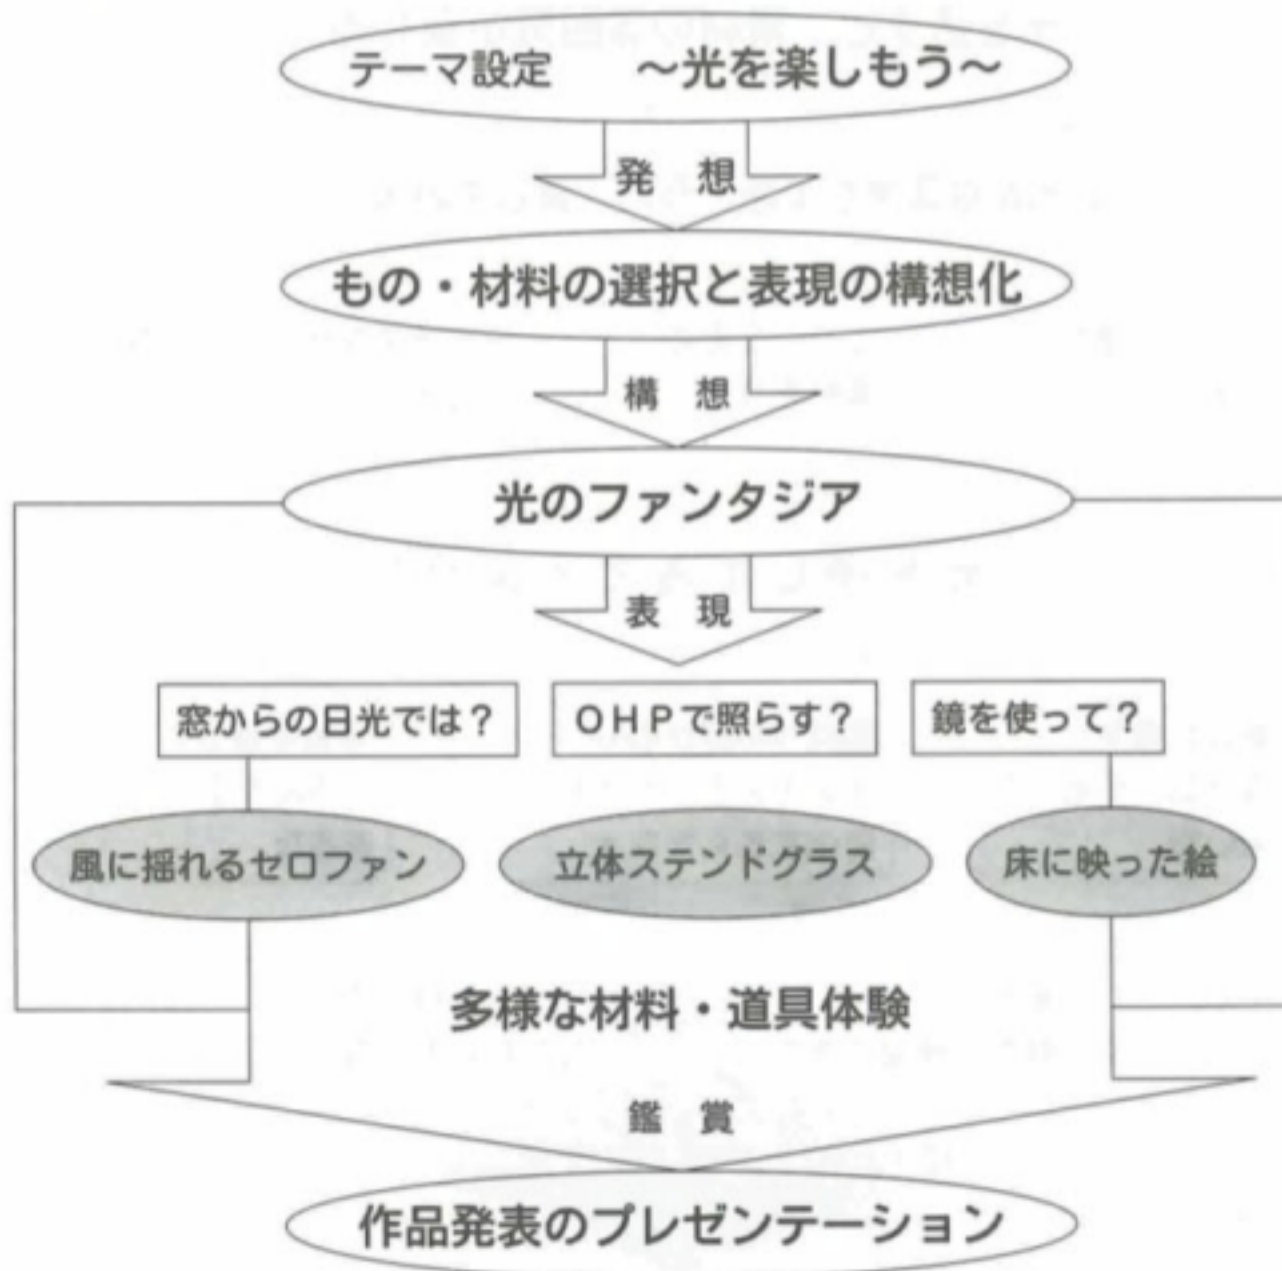 テーマ設定　～光を楽しもう～
発 想
もの・材料の選択と表現の構想化
構 想
光のファンタジア
表 現
窓からの日光では？
ＯＨＰで照らす？
鏡を使って？
風に揺れるセロファン
立体ステンドグラス
床に映った絵
多様な材料・道具体験
鑑 賞
作品発表のプレゼンテーション